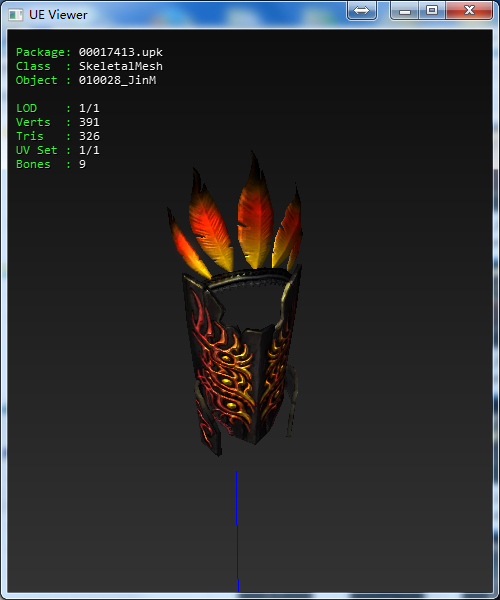 UE Viewer
Package: 00017413.upk
Class : SkeletalMesh
Object : 010028_JinM
LOD : 1/1
Verts : 391
Tris : 326
UV Set : 1/1
Bones : 9